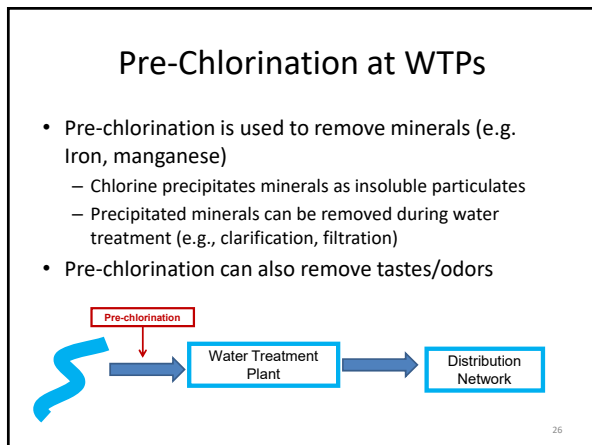 Pre-Chlorination at WTPs
• Pre-chlorination is used to remove minerals (e.g.
Iron, manganese)
– Chlorine precipitates minerals as insoluble particulates
– Precipitated minerals can be removed during water
treatment (e.g., clarification, filtration)
• Pre-chlorination can also remove tastes/odors
Pre-chlorination
Water Treatment
Plant
Distribution
Network
26